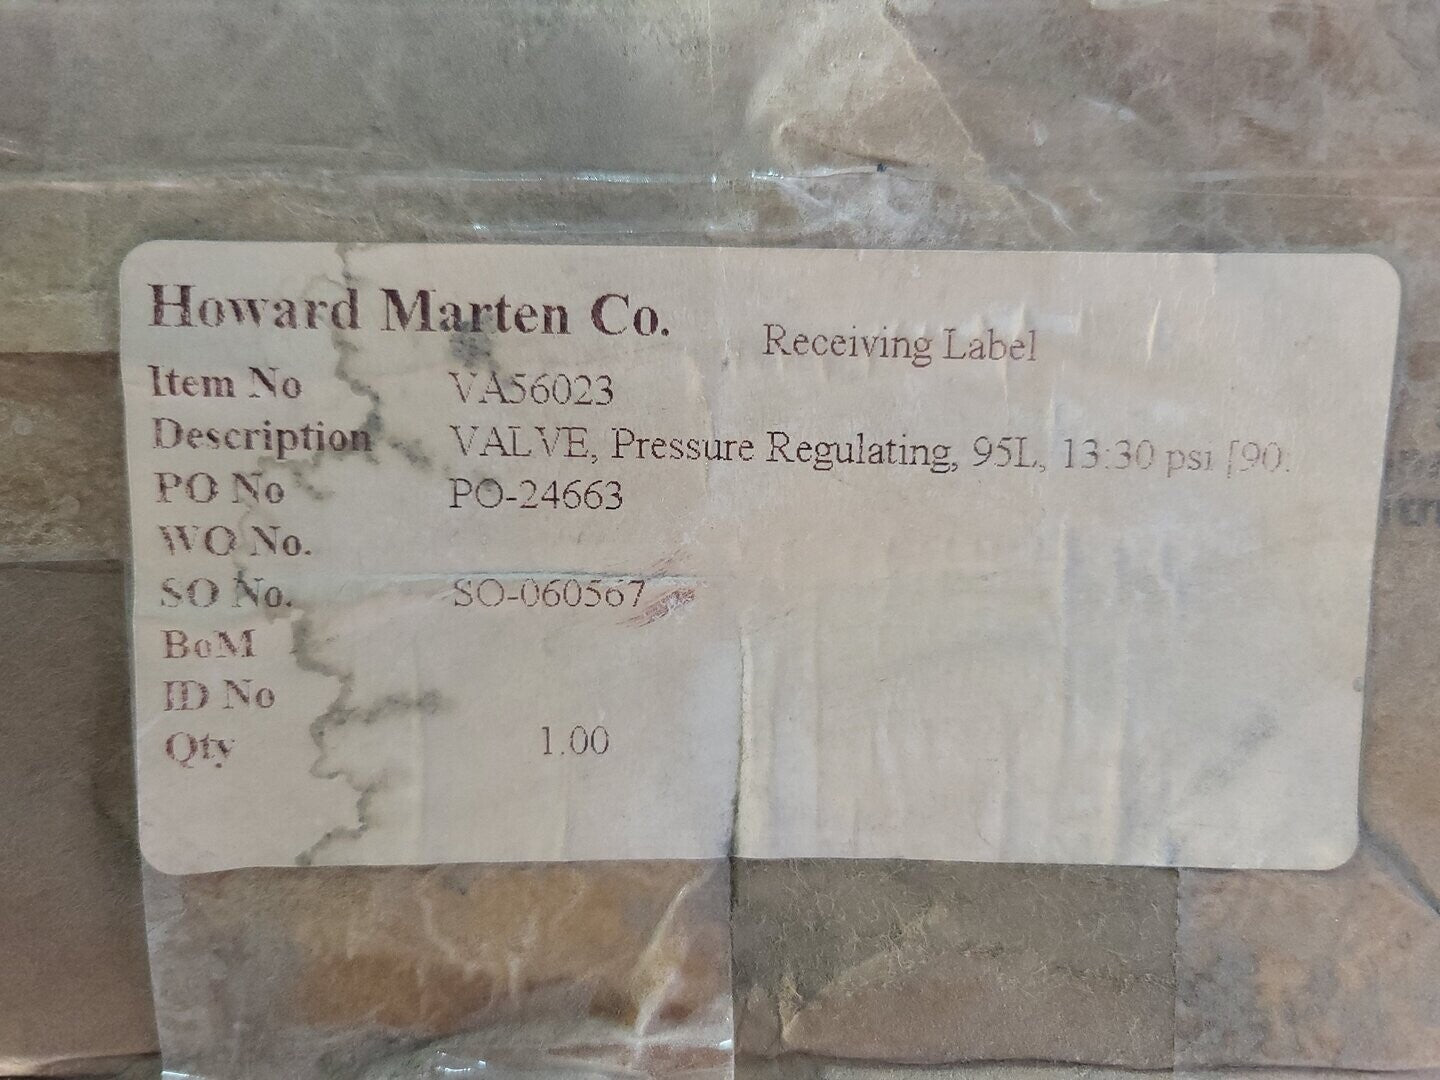 Howard Marten Co.
Receiving Label
Item No VA56023
Description VALVE, Pressure Regulating, 95L, 13:30 psi [90:
PO No PO-24663
WO No.
SO No. SO-060567
BoM
ID No
Qty 1.00